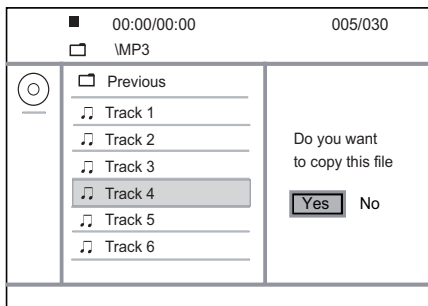 00:00/00:00 005/030
\MP3
Previous
Track 1
Track 2
Track 3
Track 4
Track 5
Track 6
Do you want
to copy this file
Yes No